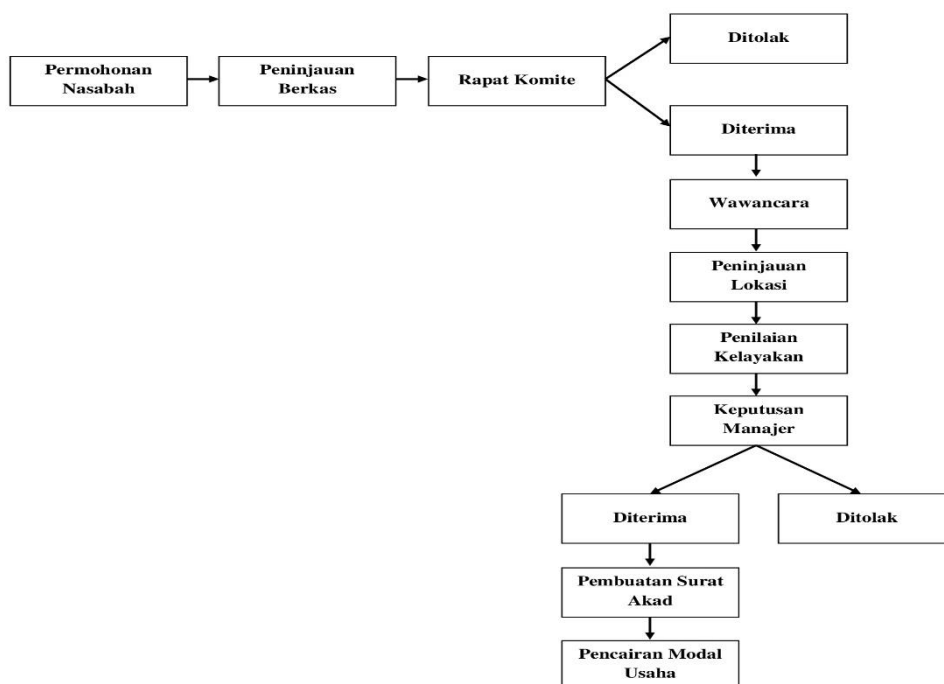 Permohonan
Nasabah
Peninjauan
Berkas
Rapat Komite
Ditolak
Diterima
Wawancara
Peninjauan
Lokasi
Penilaian
Kelayakan
Keputusan
Manajer
Diterima
Ditolak
Pembuatan Surat
Akad
Pencairan Modal
Usaha